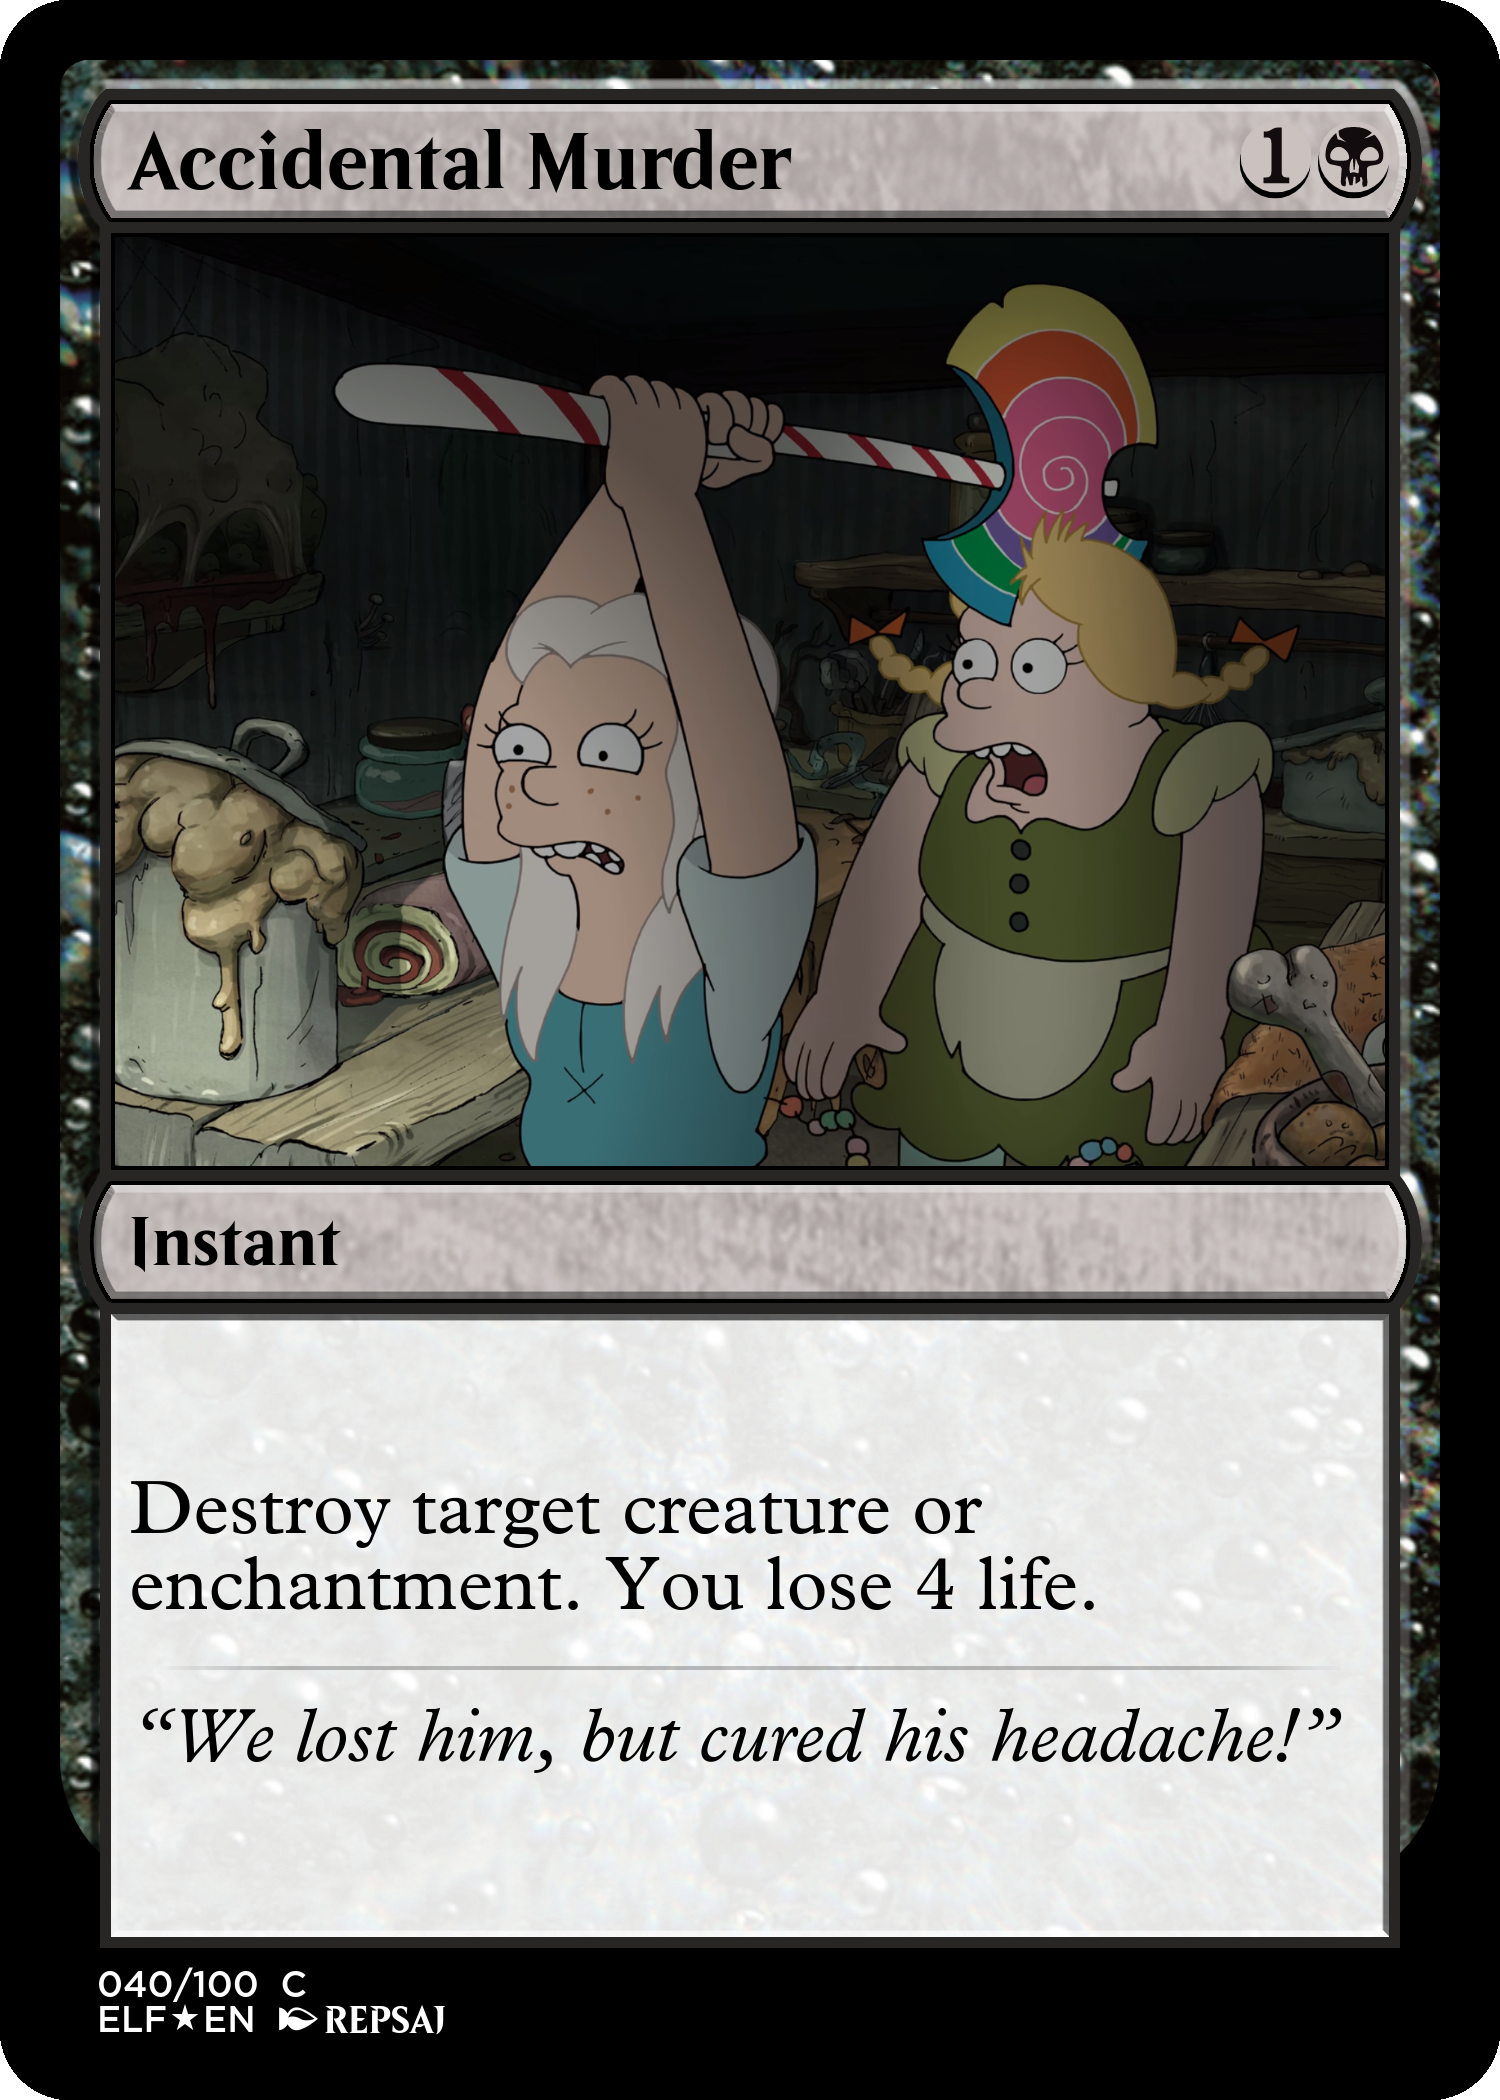 Accidental Murder 1
Instant
Destroy target creature or
enchantment. You lose 4 life.
“We lost him, but cured his headache!”
040/100 C
ELF★EN REPSAJ